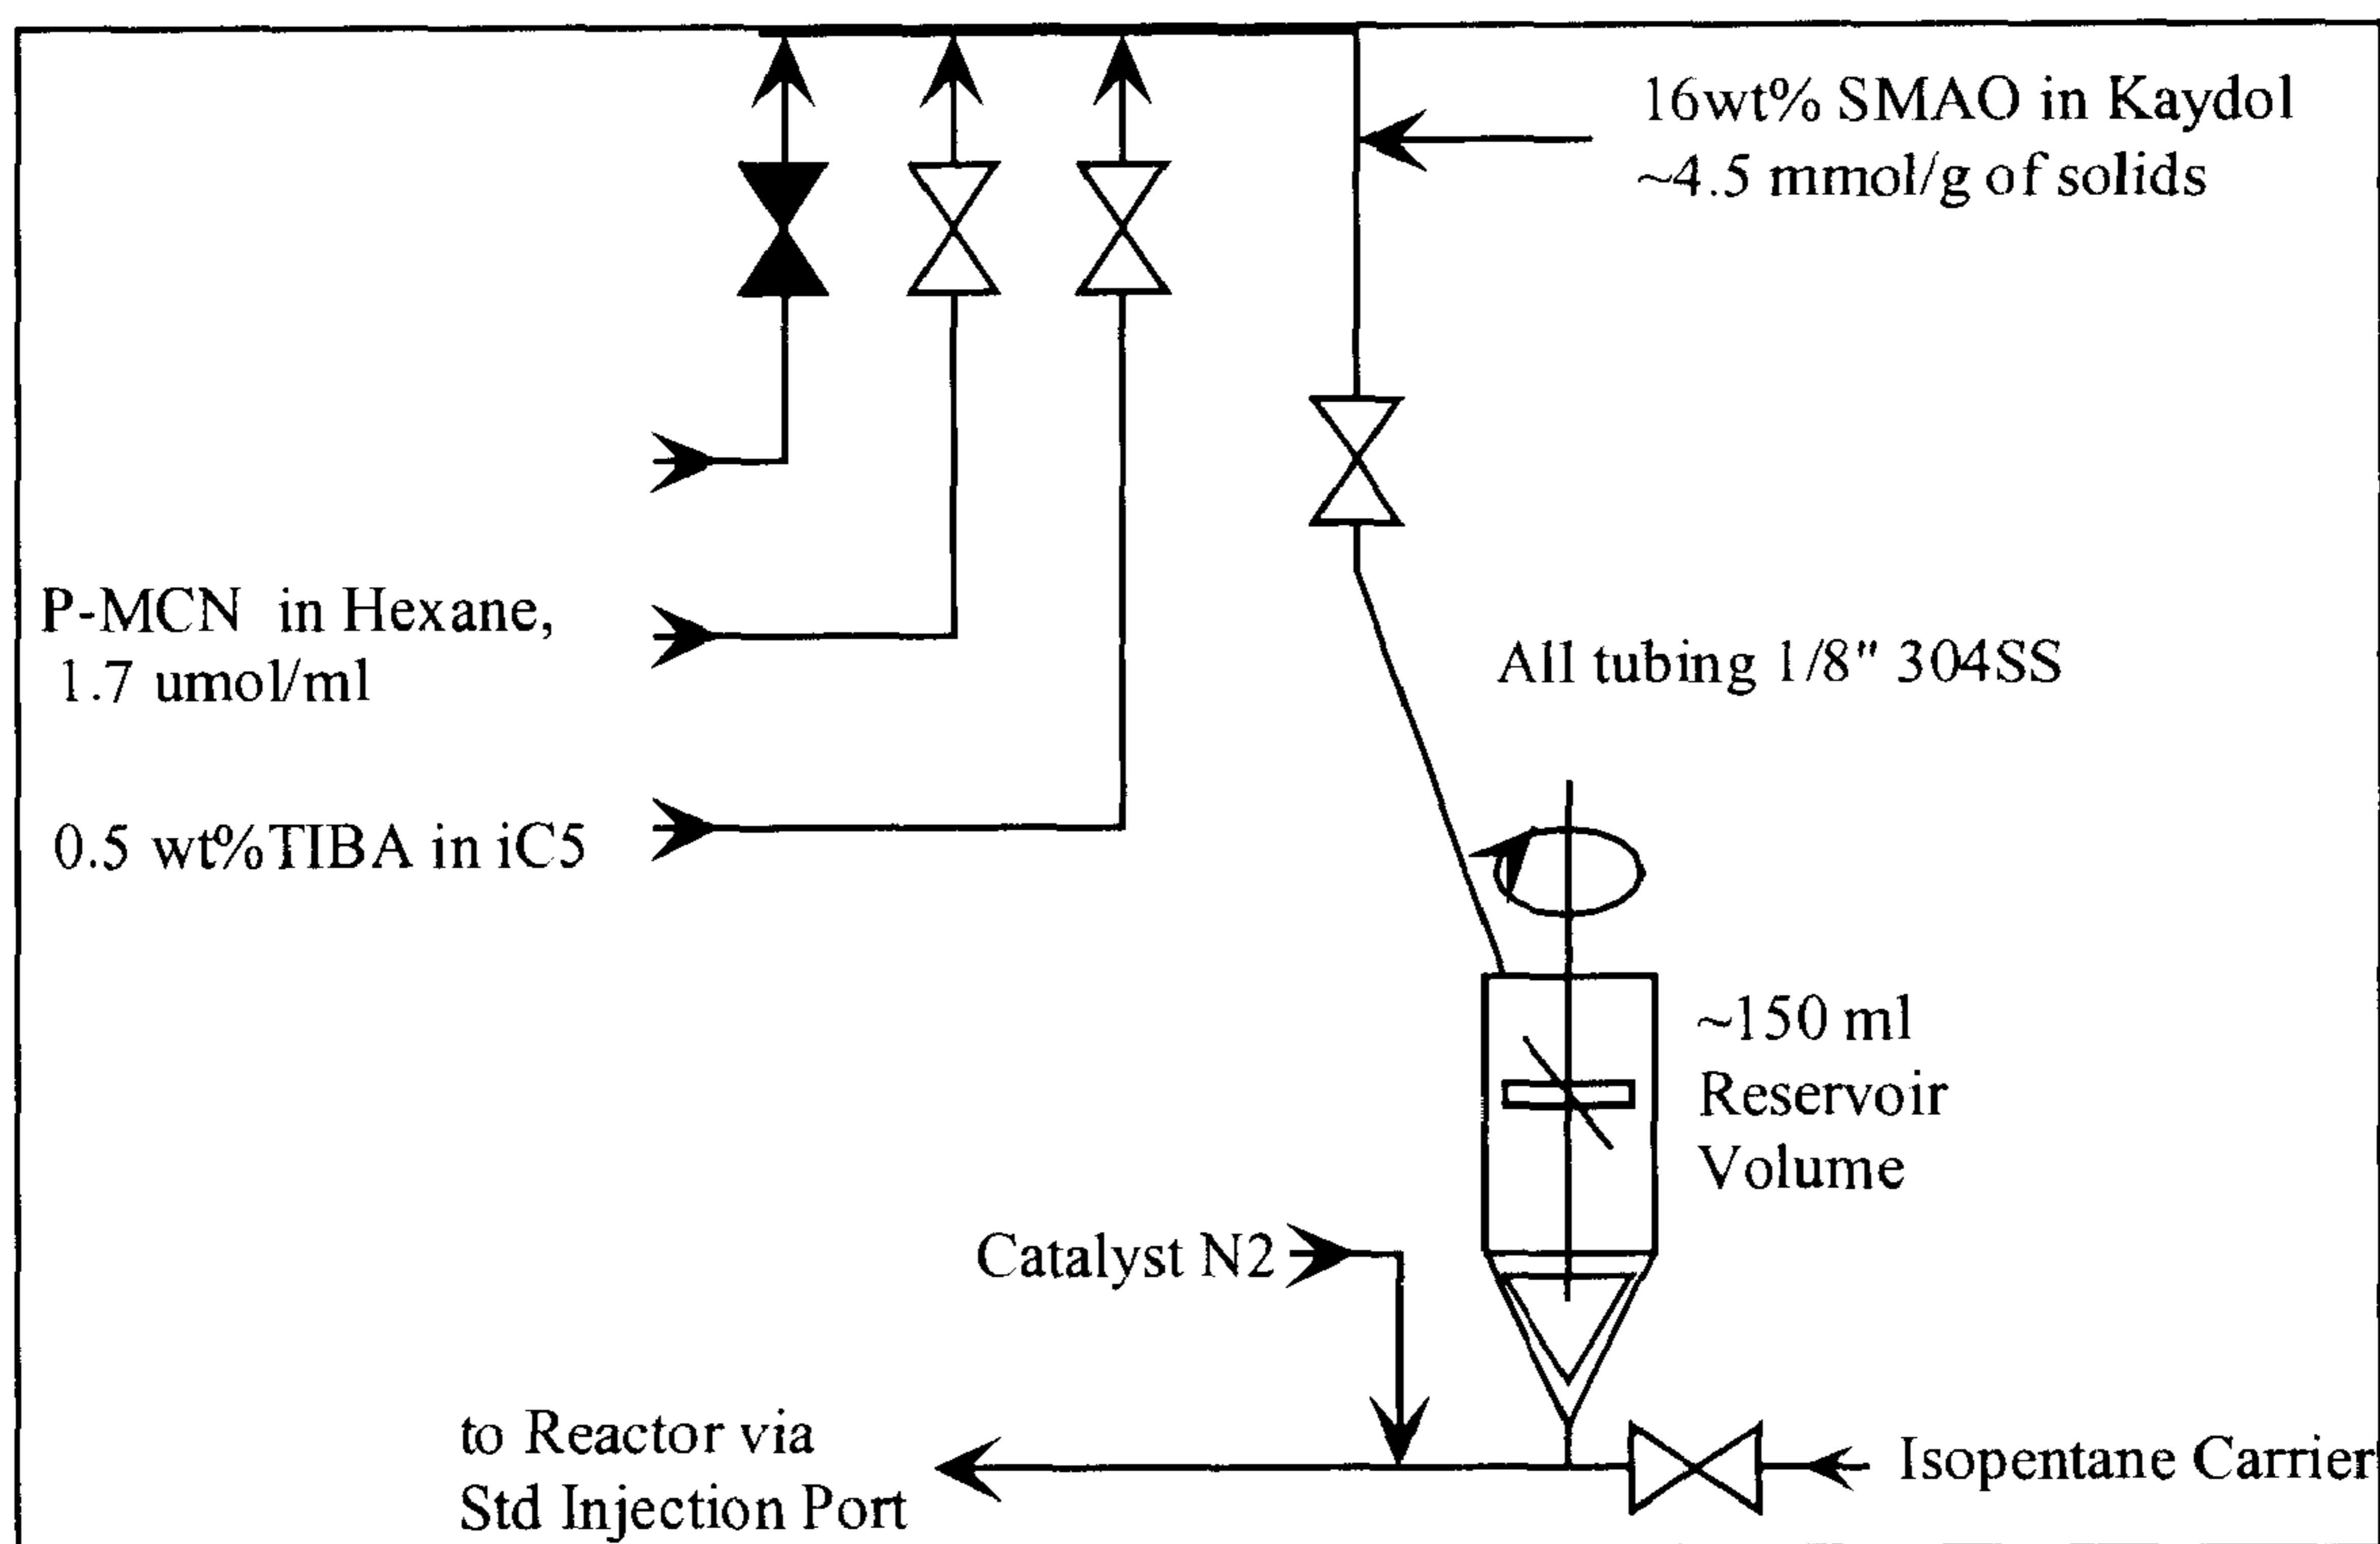 16wt% SMAO in Kaydol
~4.5 mmol/g of solids
P-MCN in Hexane,
1.7 umol/ml
All tubing 1/8" 304SS
0.5 wt%TIBA in iC5
~150 ml
Reservoir
Volume
Catalyst N2
to Reactor via
Std Injection Port
Isopentane Carrier